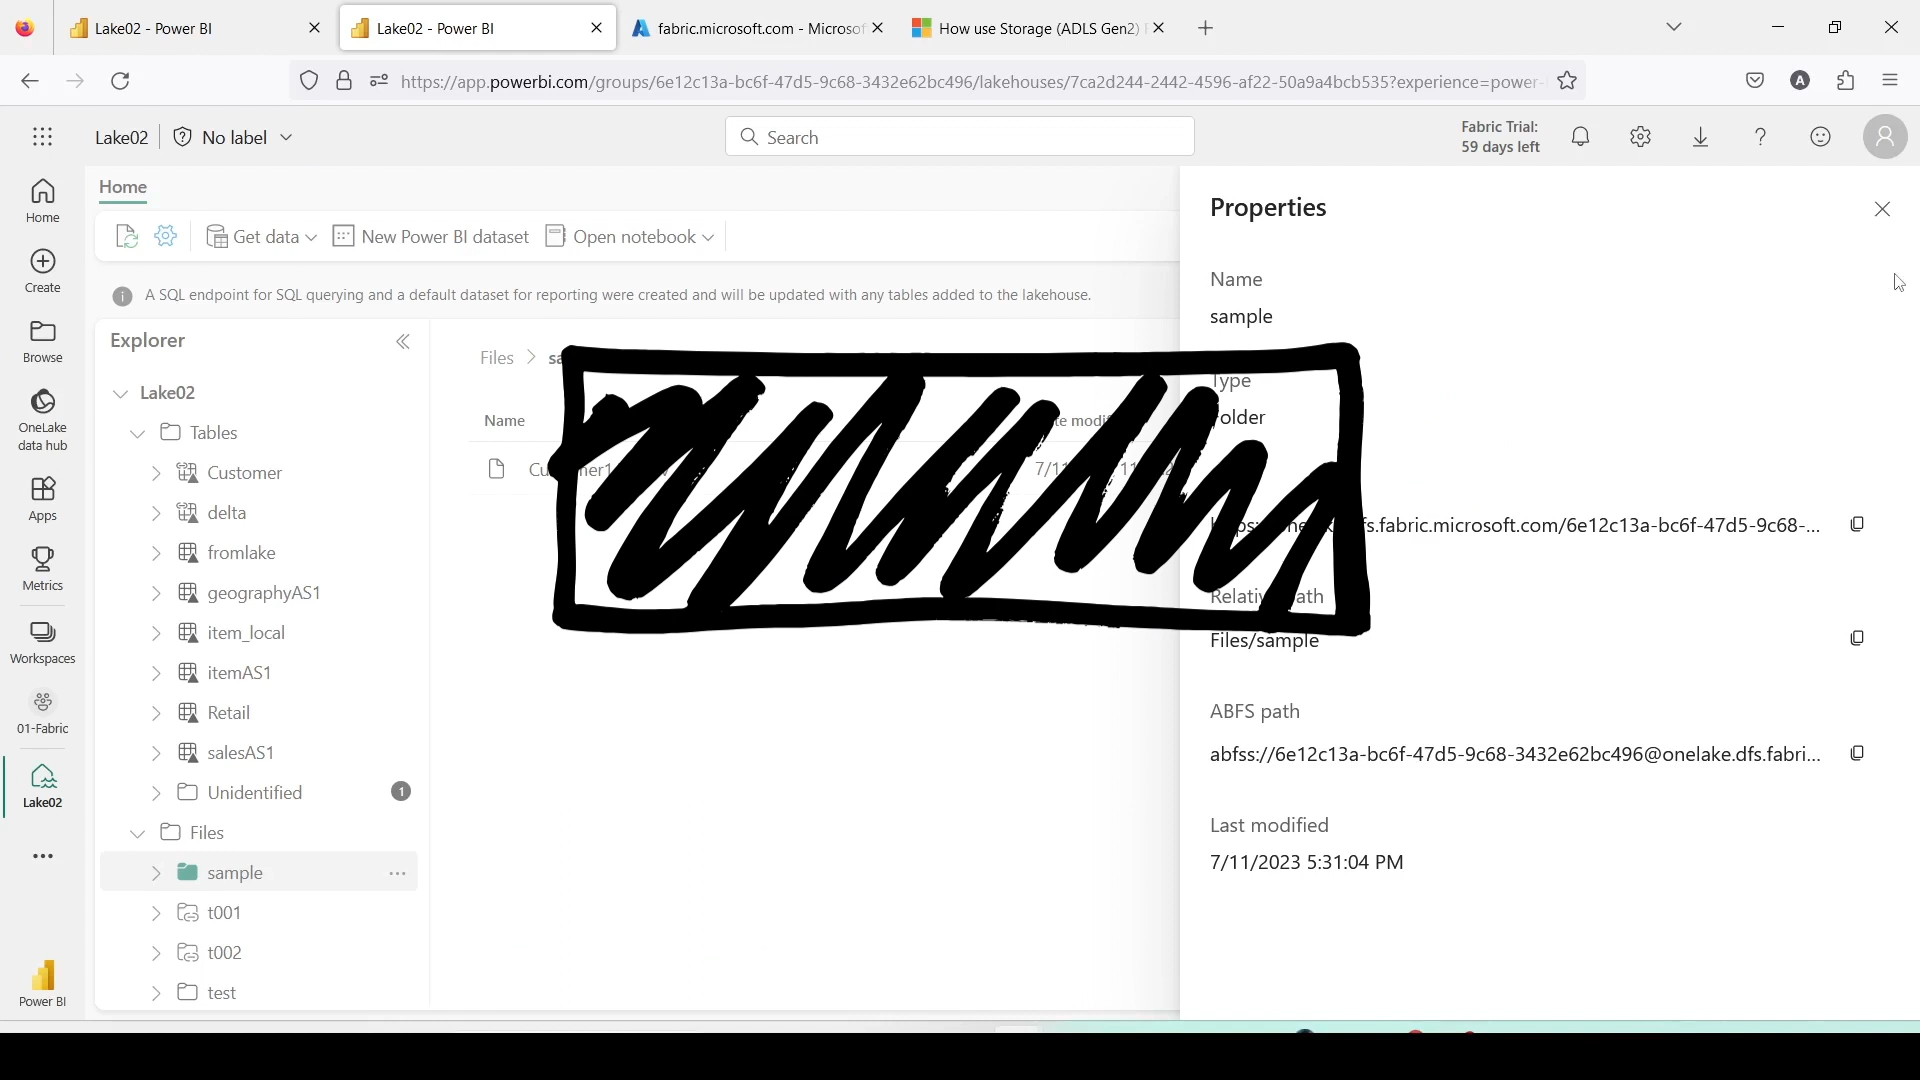 Lake02 - Power BI
Lake02 - Power BI
fabric.microsoft.com - Microsof
How use Storage (ADLS Gen2)
https://app.powerbi.com/groups/6e12c13a-bc6f-47d5-9c68-3432e62bc496/lakehouses/7ca2d244-2442-4596-af22-50a9a4bcb535?experience=power-
A
Lake02
No label
Search
Fabric Trial:
59 days left
Home
Create
Browse
OneLake
data hub
Apps
Metrics
Workspaces
01-Fabric
Lake02
Power BI
Home
Get data
New Power BI dataset
Open notebook
A SQL endpoint for SQL querying and a default dataset for reporting were created and will be updated with any tables added to the lakehouse.
Explorer
Lake02
Tables
Customer
delta
fromlake
geographyAS1
item_local
itemAS1
Retail
salesAS1
Unidentified
1
Files
sample
t001
t002
test
Files
Name
Properties
Name
sample
Type
Folder
fs.fabric.microsoft.com/6e12c13a-bc6f-47d5-9c68-...
Relative path
Files/sample
ABFS path
abfss://6e12c13a-bc6f-47d5-9c68-3432e62bc496@onelake.dfs.fabri...
Last modified
7/11/2023 5:31:04 PM